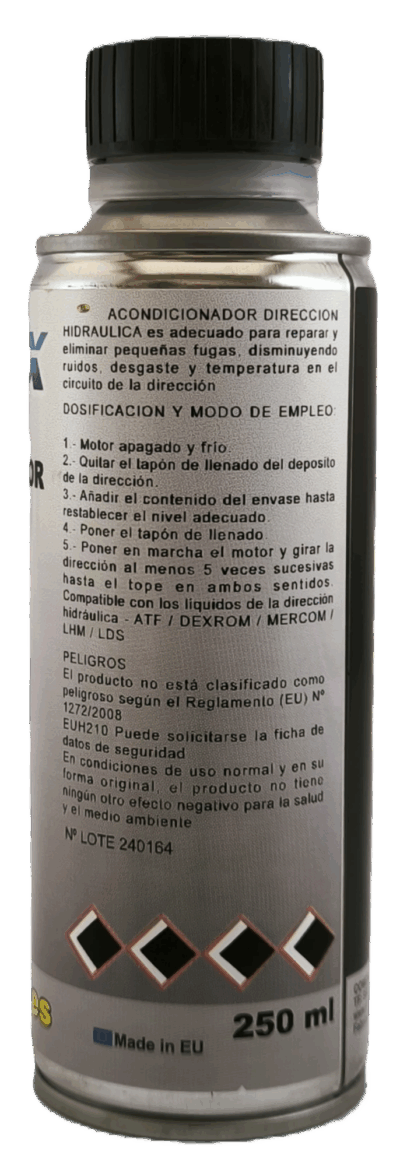 X
OR
ACONDICIONADOR DIRECCION
HIDRAULICA es adecuado para reparar y
eliminar pequeñas fugas, disminuyendo
ruidos, desgaste y temperatura en el
circuito de la dirección
DOSIFICACION Y MODO DE EMPLEO:
1.- Motor apagado y frío.
2.- Quitar el tapón de llenado del deposito
de la dirección.
3.- Añadir el contenido del envase hasta
restablecer el nivel adecuado.
4.- Poner el tapón de llenado.
5.- Poner en marcha el motor y girar la
dirección al menos 5 veces sucesivas
hasta el tope en ambos sentidos.
Compatible con los liquidos de la dirección
hidráulica - ATF / DEXROM / MERCOM /
LHM / LDS
PELIGROS
El producto no está clasificado como
peligroso según el Reglamento (EU) Nº
1272/2008
EUH210 Puede solicitarse la ficha de
datos de seguridad
En condiciones de uso normal y en su
forma original, el producto no tiene
ningún otro efecto negativo para la salud
y el medio ambiente
Nº LOTE 240164
es
250 ml
Made in EU